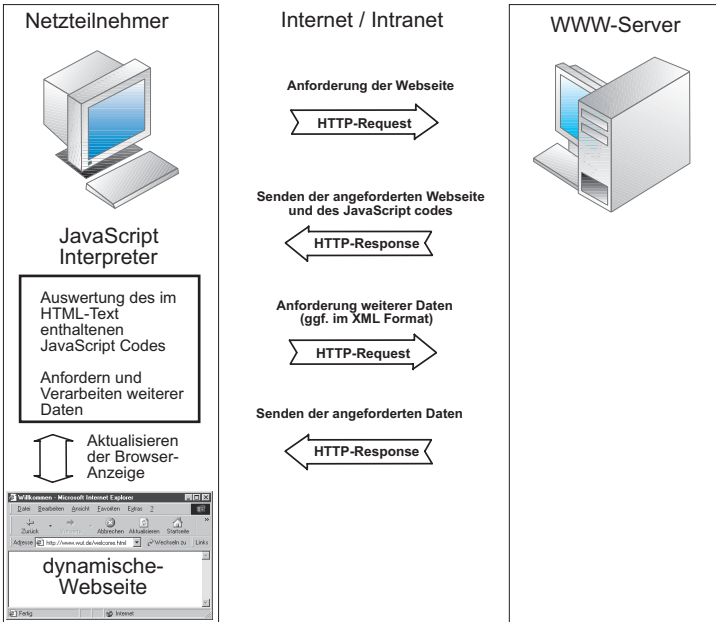 Netzteilnehmer
Internet / Intranet
WWW-Server
Anforderung der Webseite
HTTP-Request
Senden der angeforderten Webseite
und des JavaScript codes
HTTP-Response
JavaScript
Interpreter
Auswertung des im
HTML-Text
enthaltenen
JavaScript Codes
Anfordern und
Verarbeiten weiterer
Daten
Anforderung weiterer Daten
(ggf. im XML Format)
HTTP-Request
Senden der angeforderten Daten
HTTP-Response
Aktualisieren
der Browser-
Anzeige
Willkommen - Microsoft Internet Explorer
Datei Bearbeiten Ansicht Favoriten Extras ?
Zurück Abbrechen Aktualisieren Startseite »
Adresse http://www.wut.de/welcome.html Wechseln zu Links
dynamische-
Webseite
Fertig Internet